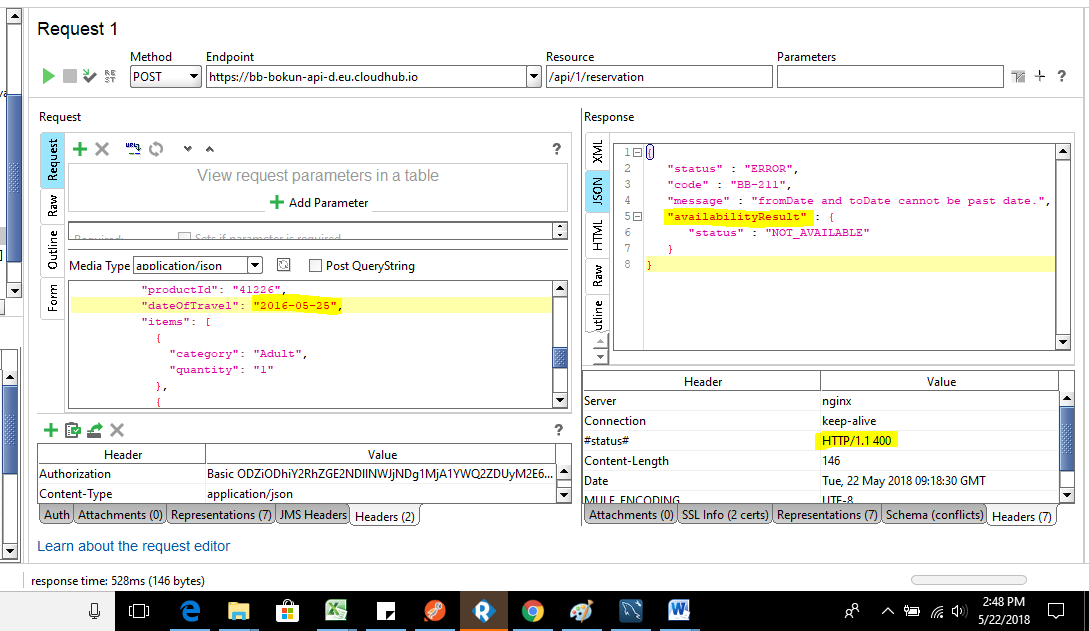 Request 1
Method Endpoint Resource Parameters
POST https://bb-bokun-api-d.eu.cloudhub.io /api/1/reservation
Request
Request
Raw
Outline
Form
View request parameters in a table
Add Parameter
Required: Sets if parameter is required
Media Type application/json Post QueryString
"productId": "41226",
"dateOfTravel": "2016-05-25",
"items": [
{
"category": "Adult",
"quantity": "1"
},
{
Header Value
Authorization
Content-Type application/json
Auth Attachments (0) Representations (7) JMS Headers Headers (2)
Learn about the request editor
Response
XML
JSON
HTML
Raw
utline
1 {
2 "status" : "ERROR",
3 "code" : "BB-211",
4 "message" : "fromDate and toDate cannot be past date.",
5 "availabilityResult" : {
6 "status" : "NOT_AVAILABLE"
7 }
8 }
Header Value
Server nginx
Connection keep-alive
#status# HTTP/1.1 400
Content-Length 146
Date Tue, 22 May 2018 09:18:30 GMT
MULE_ENCODING UTF-8
Attachments (0) SSL Info (2 certs) Representations (7) Schema (conflicts) Headers (7)
response time: 528ms (146 bytes)
2:48 PM
5/22/2018